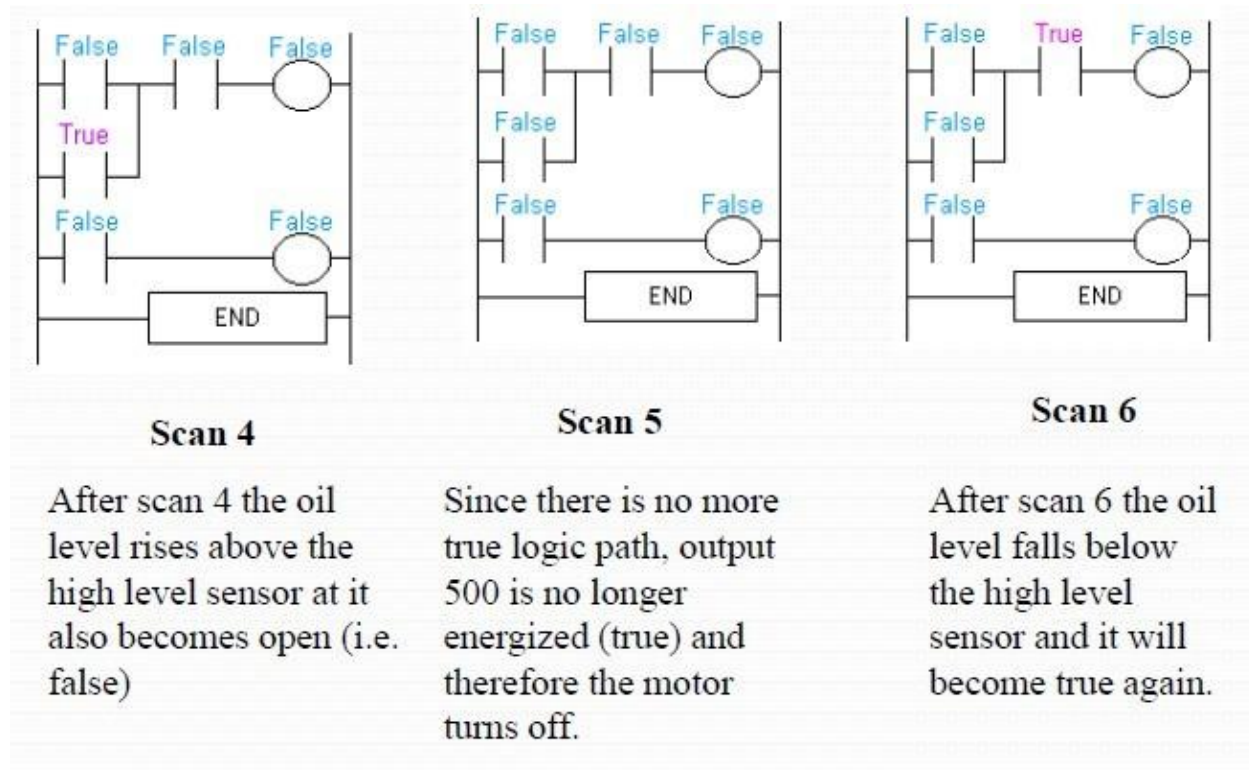 False False False
True
False False
END
Scan 4
After scan 4 the oil
level rises above the
high level sensor at it
also becomes open (i.e.
false)
False False False
False
False False
END
Scan 5
Since there is no more
true logic path, output
500 is no longer
energized (true) and
therefore the motor
turns off.
False True False
False
False False
END
Scan 6
After scan 6 the oil
level falls below
the high level
sensor and it will
become true again.